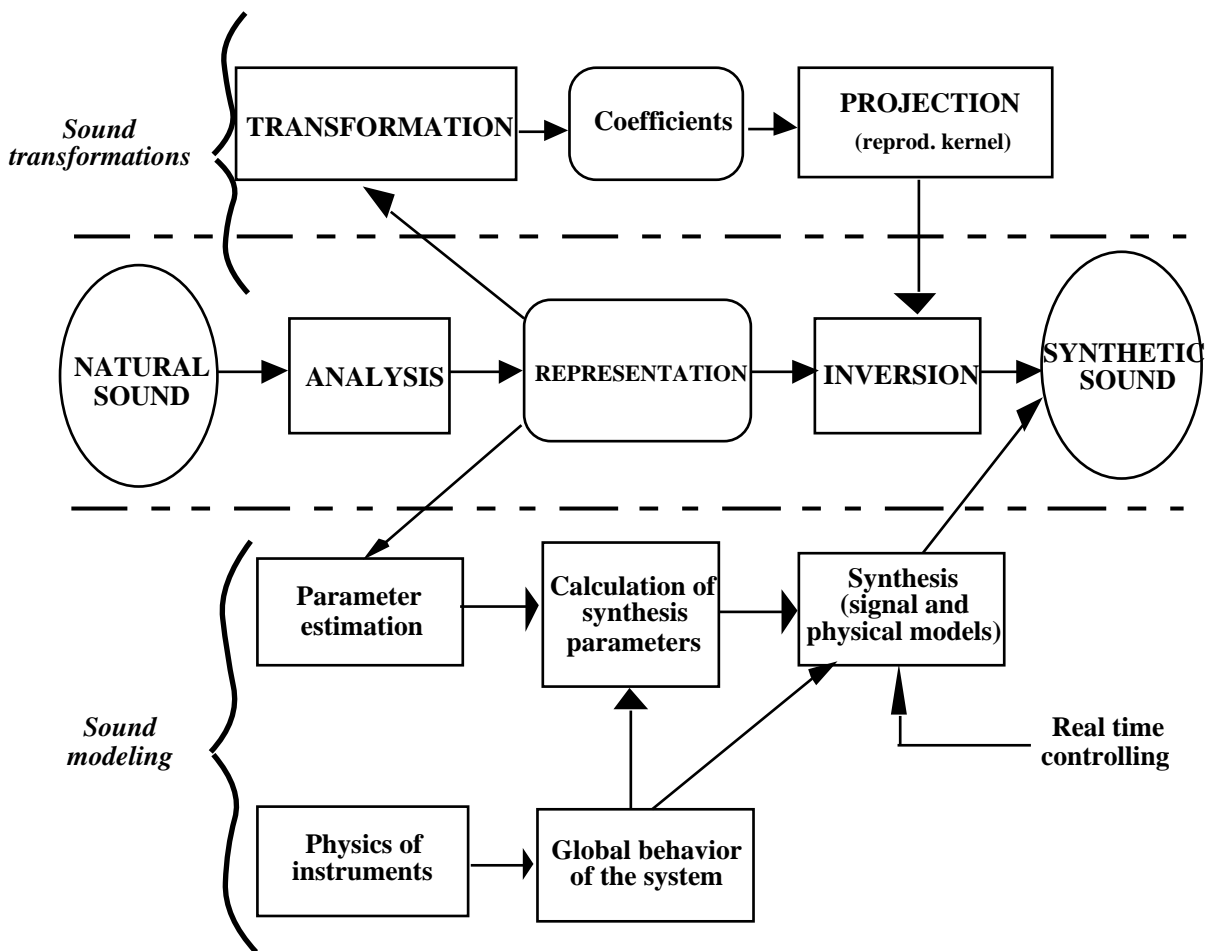 Sound
transformations
TRANSFORMATION
Coefficients
PROJECTION
(reprod. kernel)
NATURAL
SOUND
ANALYSIS
REPRESENTATION
INVERSION
SYNTHETIC
SOUND
Sound
modeling
Parameter
estimation
Calculation of
synthesis
parameters
Synthesis
(signal and
physical models)
Real time
controlling
Physics of
instruments
Global behavior
of the system